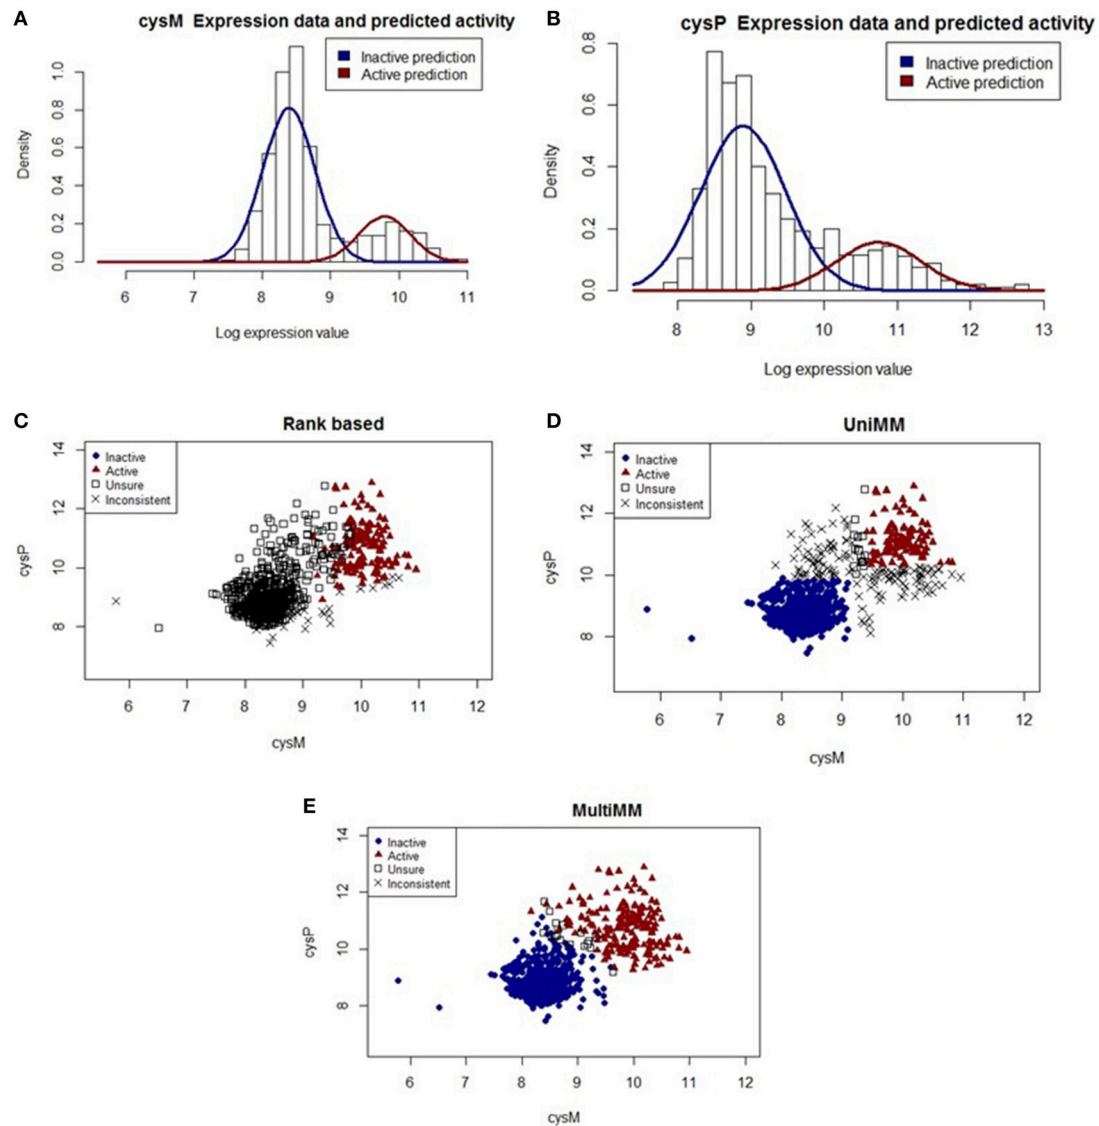 A
cysM Expression data and predicted activity
Inactive prediction
Active prediction
Density
0.0 0.2 0.4 0.6 0.8 1.0
6 7 8 9 10 11
Log expression value
B
cysP Expression data and predicted activity
Inactive prediction
Active prediction
Density
0.0 0.2 0.4 0.6 0.8
8 9 10 11 12 13
Log expression value
C
Rank based
Inactive
Active
Unsure
Inconsistent
cysP
8 10 12 14
6 7 8 9 10 11 12
cysM
D
UniMM
Inactive
Active
Unsure
Inconsistent
cysP
8 10 12 14
6 7 8 9 10 11 12
cysM
E
MultiMM
Inactive
Active
Unsure
Inconsistent
cysP
8 10 12 14
6 7 8 9 10 11 12
cysM